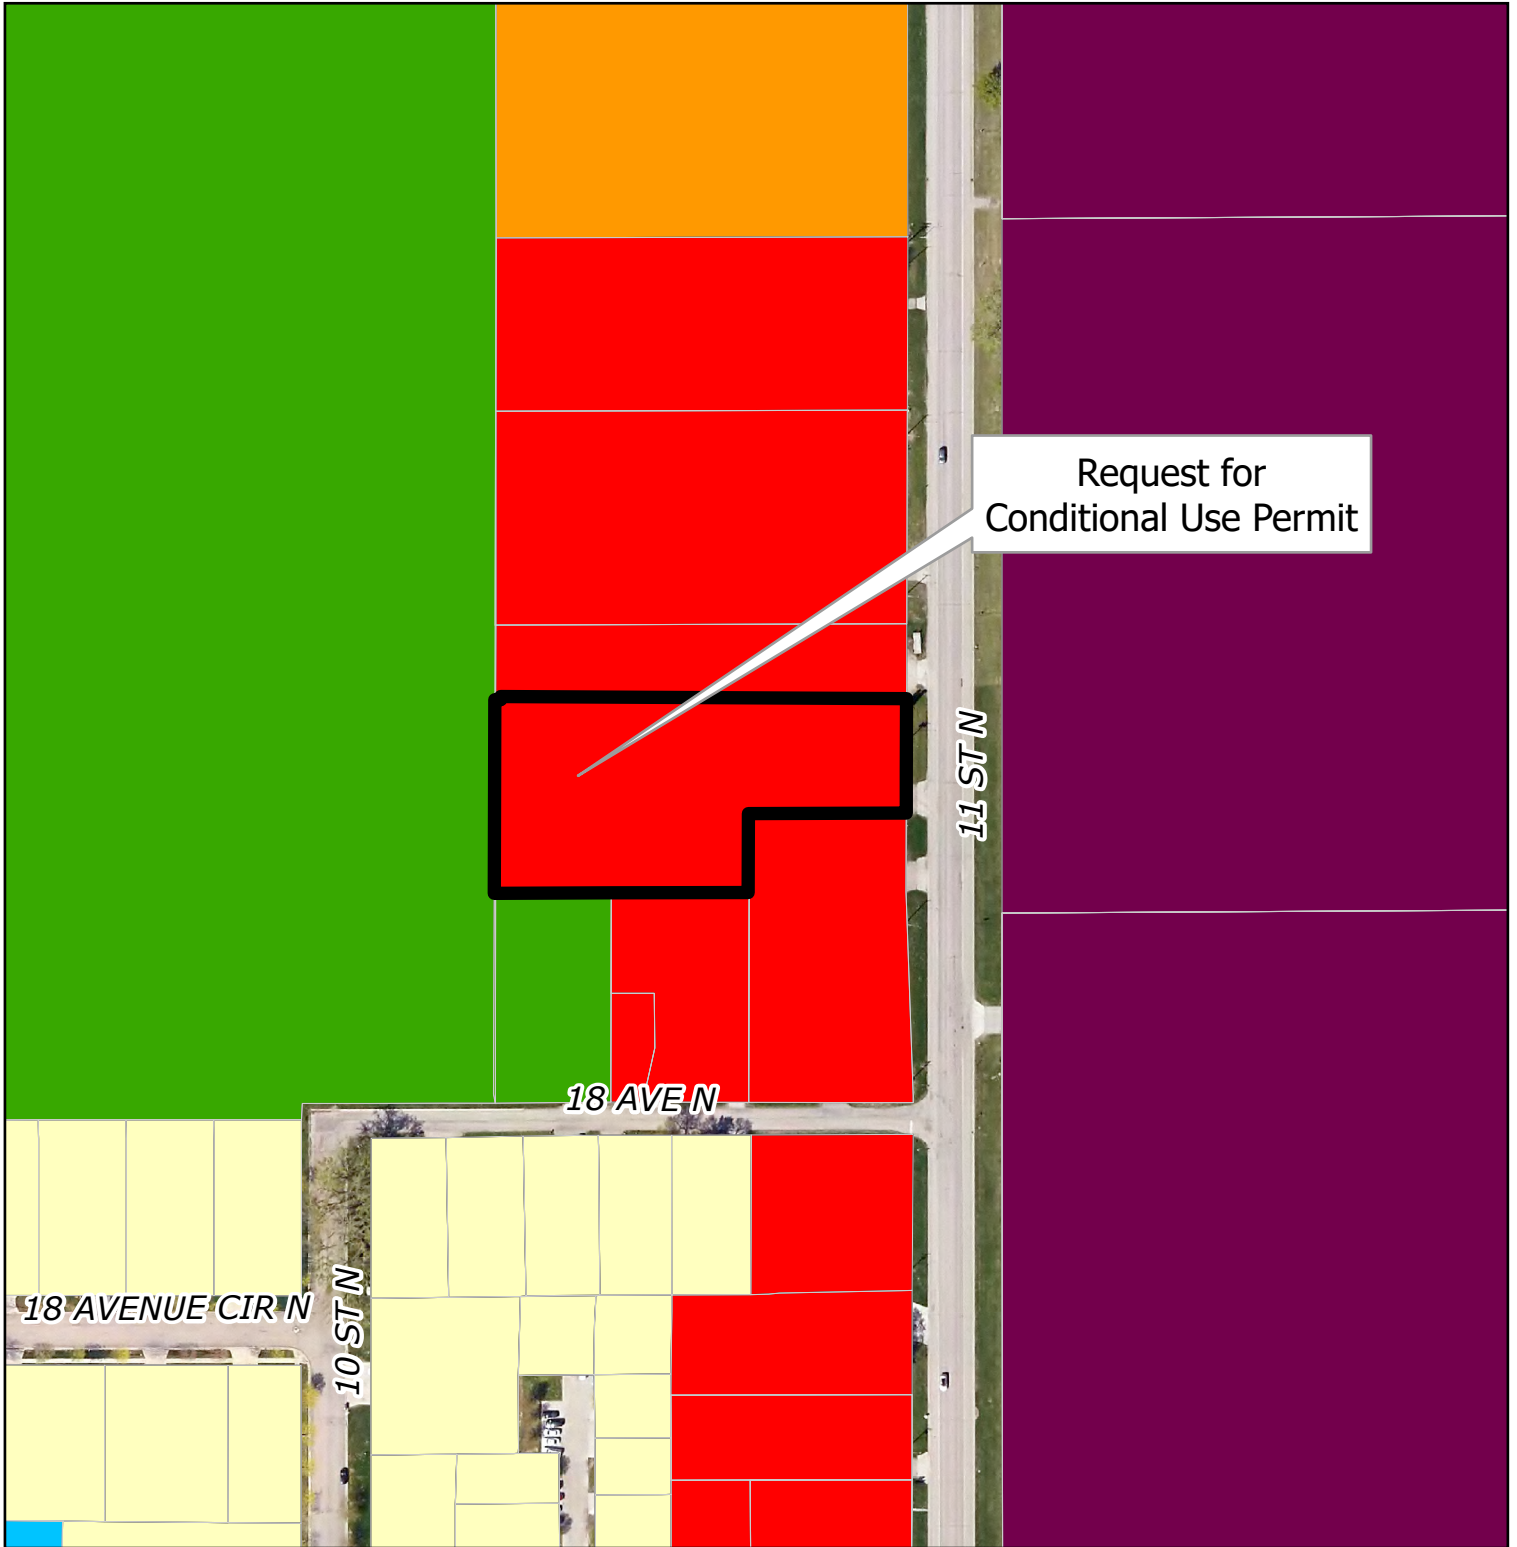 Request for
Conditional Use Permit
11 ST N
18 AVE N
18 AVENUE CIR N
10 ST N